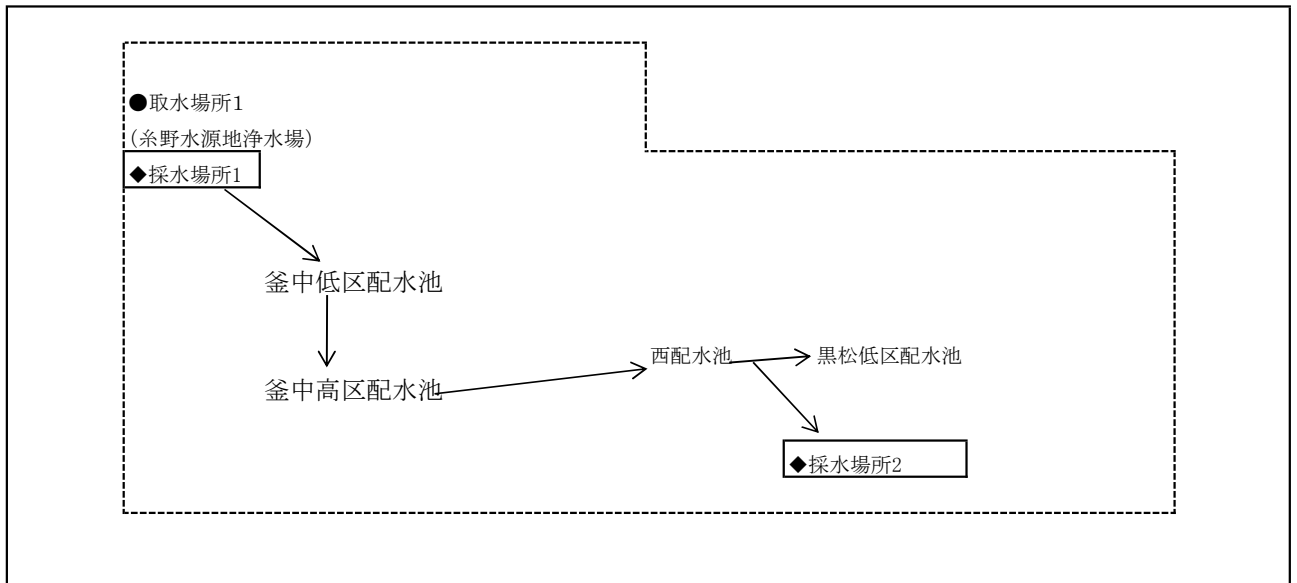 ●取水場所1
(糸野水源地浄水場)
◆採水場所1
釜中低区配水池
西配水池
黒松低区配水池
釜中高区配水池
◆採水場所2